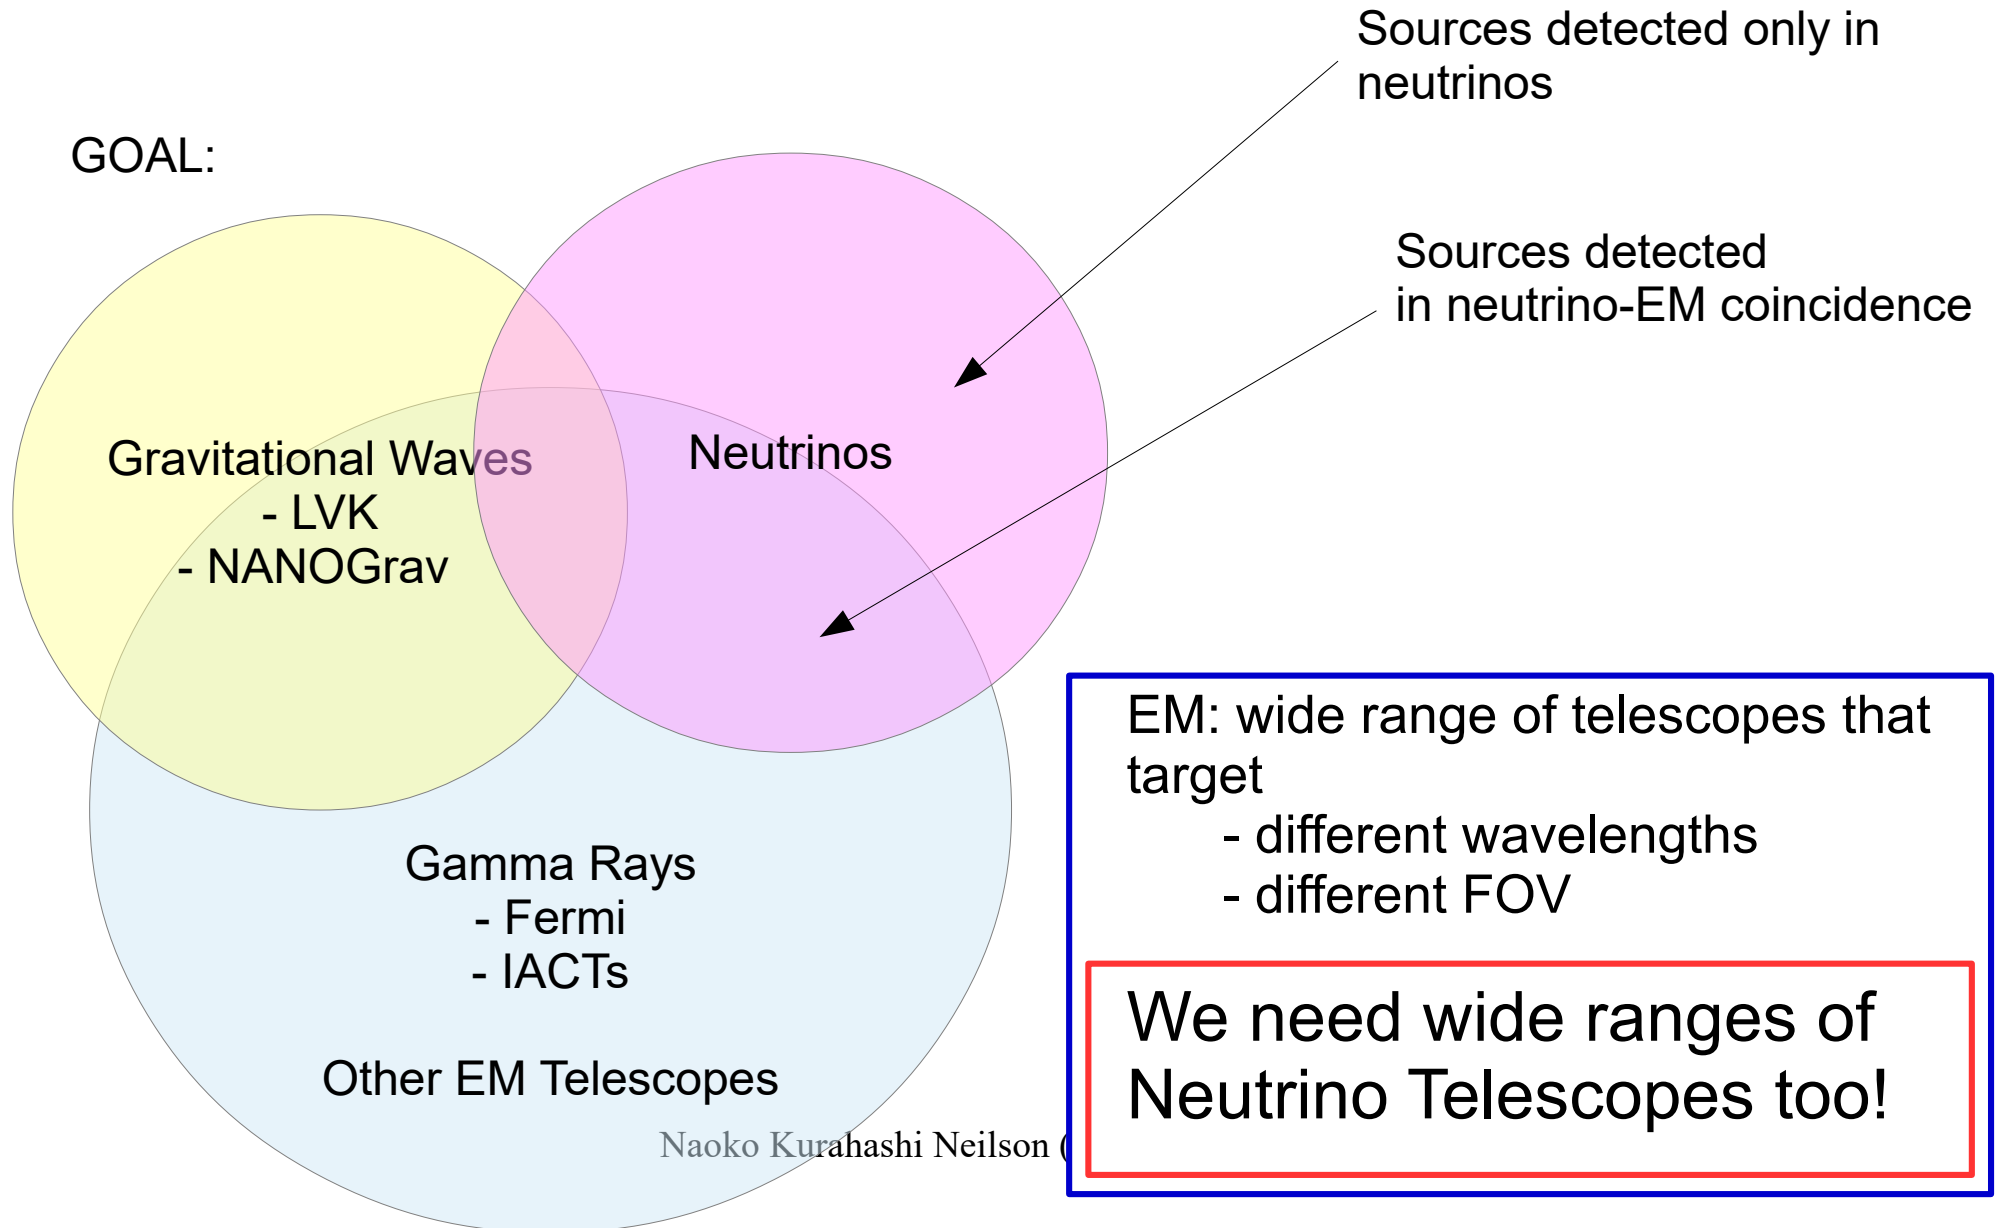 Sources detected only in
neutrinos
GOAL:
Sources detected
in neutrino-EM coincidence
Gravitational Waves
- LVK
- NANOGrav
Neutrinos
EM: wide range of telescopes that
target
- different wavelengths
- different FOV
Gamma Rays
- Fermi
- IACTs
Other EM Telescopes
We need wide ranges of
Neutrino Telescopes too!
Naoko Kurahashi Neilson (